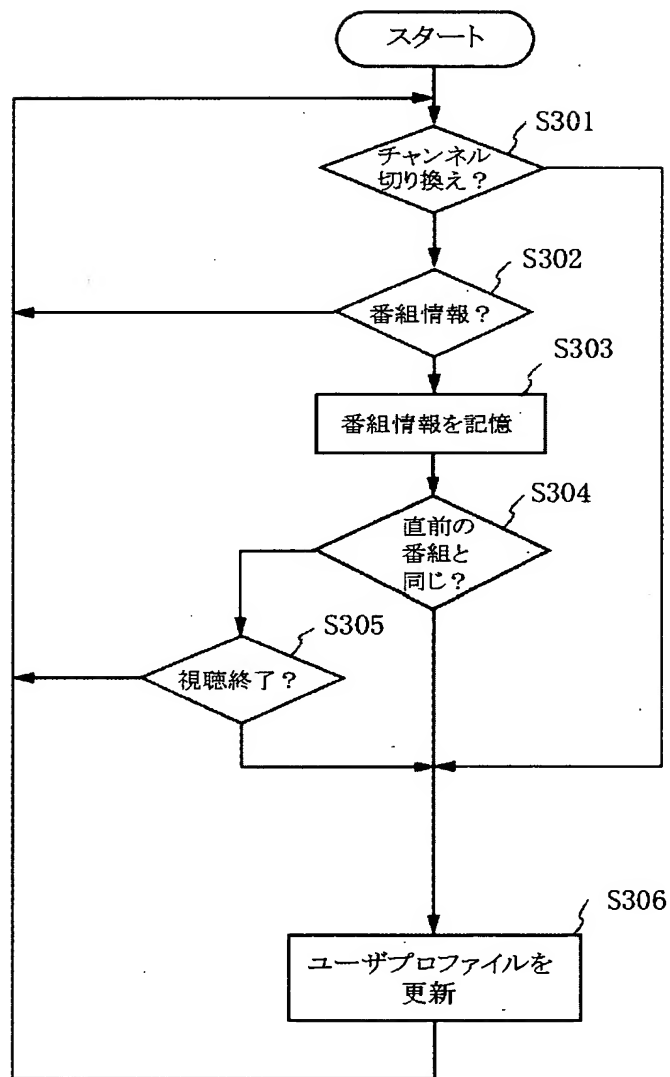 スタート
S301
チャンネル
切り換え?
S302
番組情報?
S303
番組情報を記憶
S304
直前の
番組と
同じ?
S305
視聴終了?
S306
ユーザプロファイルを
更新